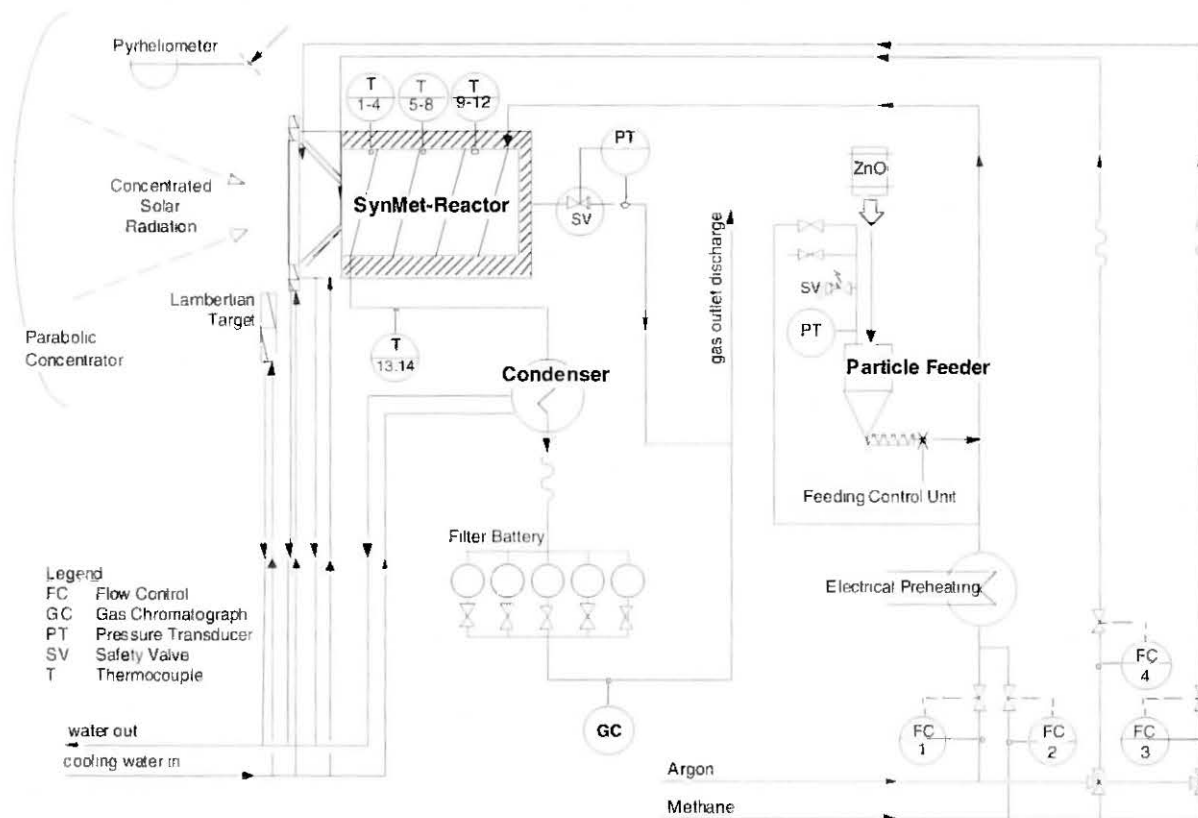 Pyrheliometer
T
1-4
T
5-8
T
9-12
PT
ZnO
Concentrated
Solar
Radiation
SynMet-Reactor
SV
gas outlet discharge
SV
Lambertian
Target
PT
Parabolic
Concentrator
T
13.14
Condenser
Particle Feeder
Feeding Control Unit
Filter Battery
Electrical Preheating
Legend
FC Flow Control
GC Gas Chromatograph
PT Pressure Transducer
SV Safety Valve
T Thermocouple
FC
4
FC
1
FC
2
FC
3
GC
water out
cooling water in
Argon
Methane